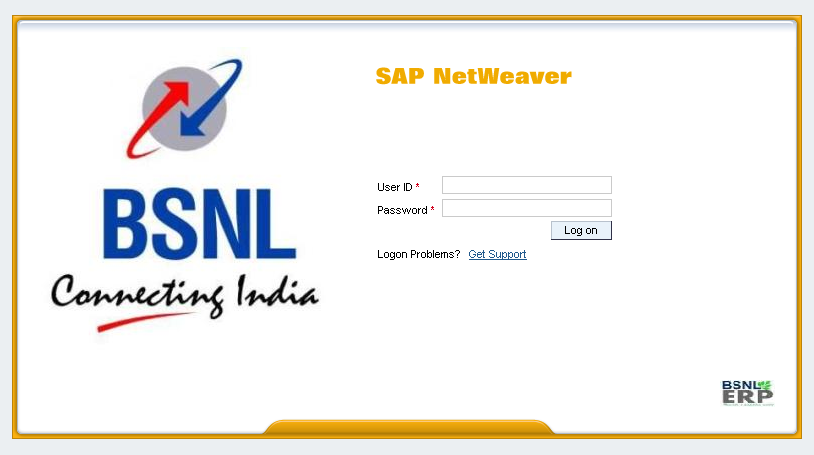 SAP NetWeaver
User ID *
Password *
Log on
Logon Problems? Get Support
BSNL
Connecting India
BSNL
ERP